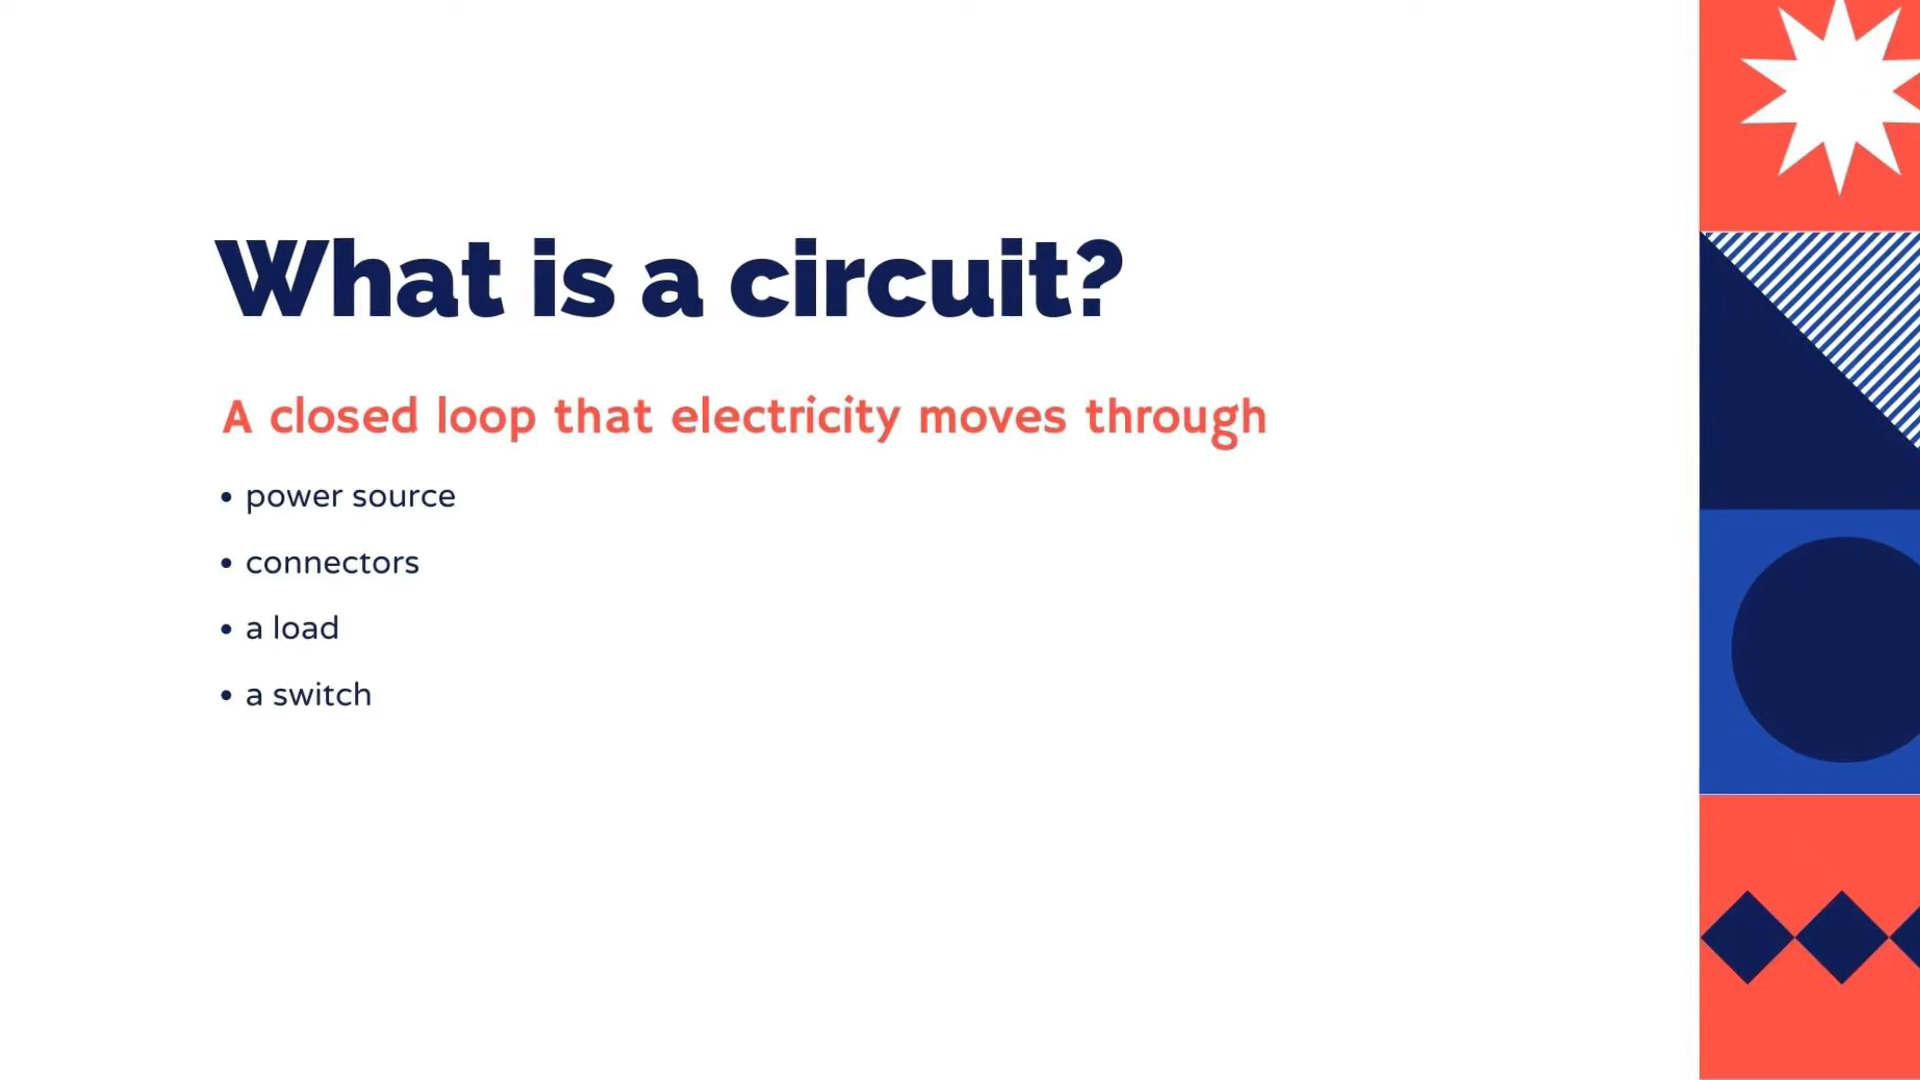 What is a circuit?
A closed loop that electricity moves through
• power source
• connectors
• a load
• a switch